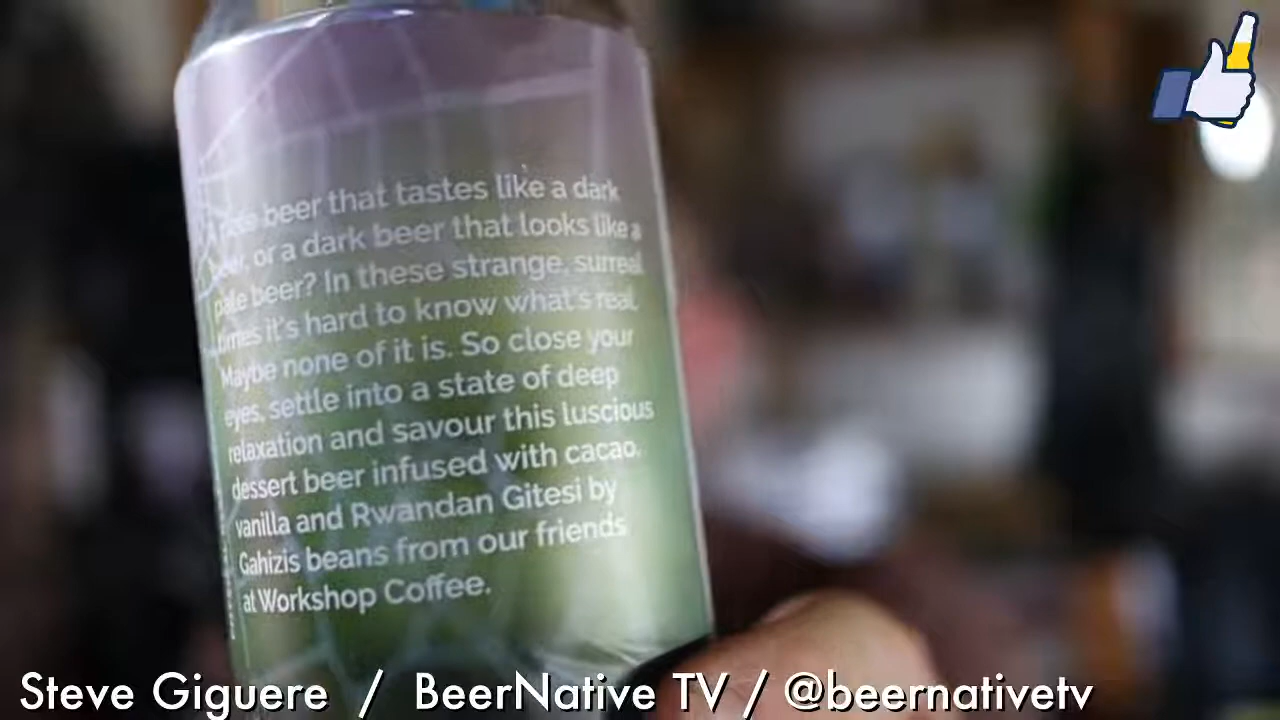 A pale beer that tastes like a dark
beer, or a dark beer that looks like a
pale beer? In these strange, surreal
times it's hard to know what's real.
Maybe none of it is. So close your
eyes, settle into a state of deep
relaxation and savour this luscious
dessert beer infused with cacao,
vanilla and Rwandan Gitesi by
Gahizis beans from our friends
at Workshop Coffee.
Steve Giguere / BeerNative TV / @beernativetv